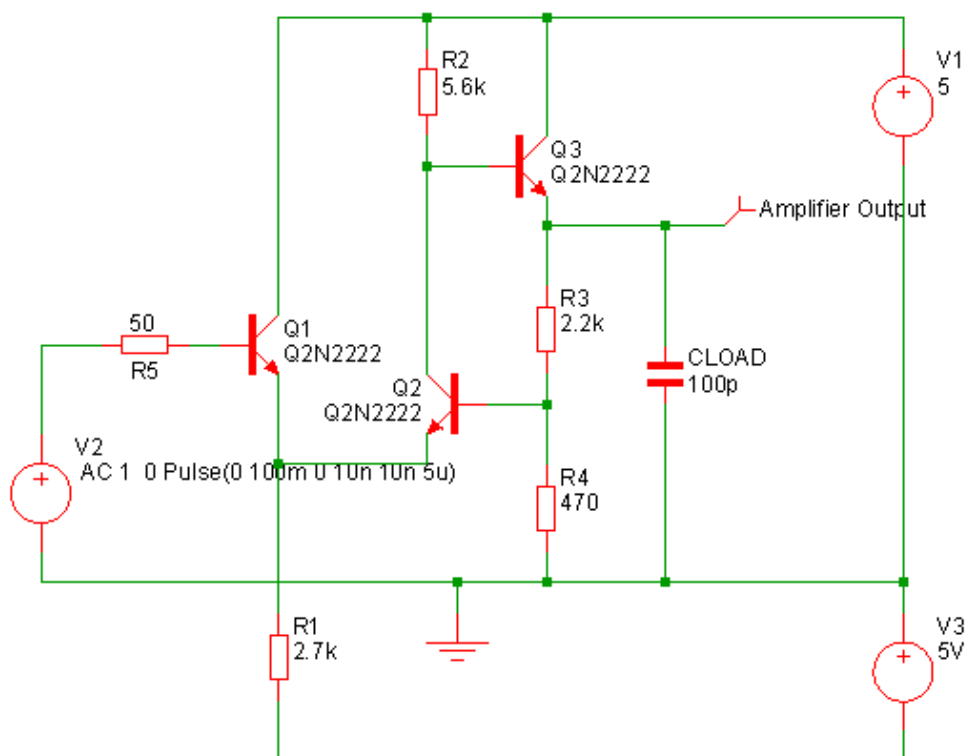 R2
5.6k
V1
5
Q3
Q2N2222
Amplifier Output
R3
2.2k
50
R5
Q1
Q2N2222
CLOAD
100p
Q2
Q2N2222
V2
AC 1 0 Pulse(0 100m 0 10n 10n 5u)
R4
470
R1
2.7k
V3
5V